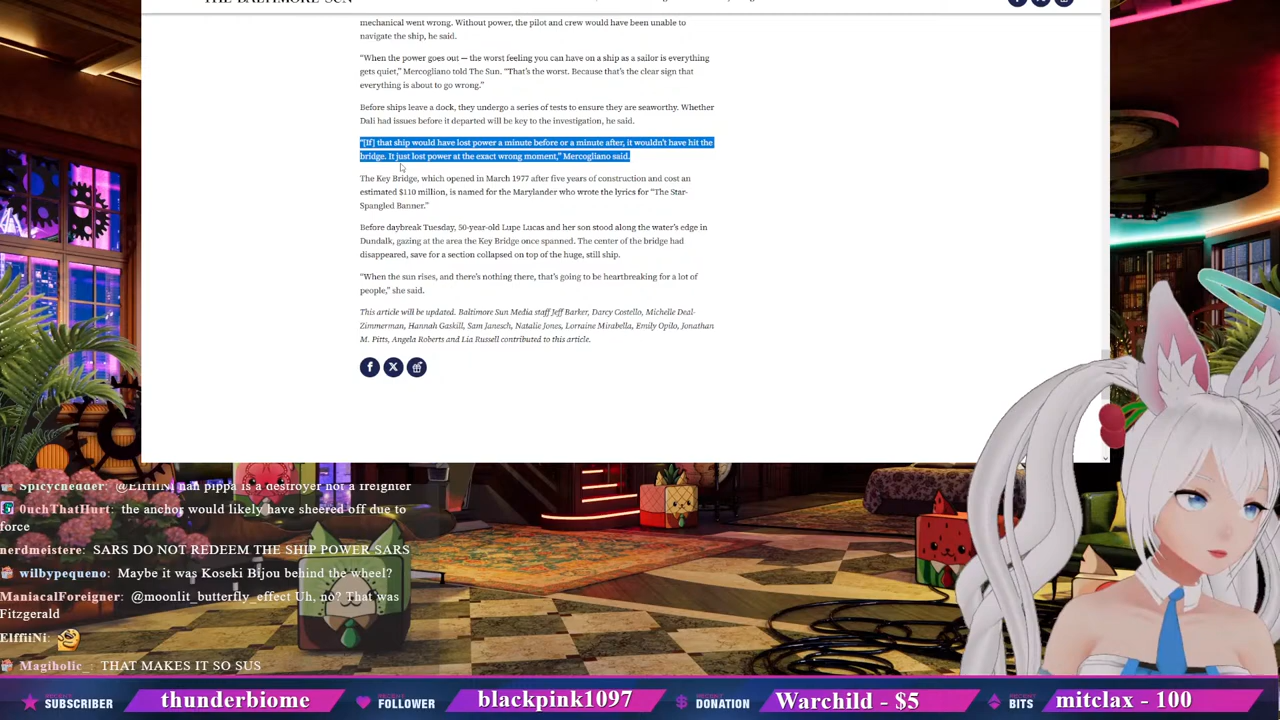 THE BALTIMORE SUN
mechanical went wrong. Without power, the pilot and crew would have been unable to
navigate the ship, he said.
“When the power goes out — the worst feeling you can have on a ship as a sailor is everything
gets quiet,” Mercogliano told The Sun. “That’s the worst. Because that’s the clear sign that
everything is about to go wrong.”
Before ships leave a dock, they undergo a series of tests to ensure they are seaworthy. Whether
Dali had issues before it departed will be key to the investigation, he said.
“[If] that ship would have lost power a minute before or a minute after, it wouldn’t have hit the
bridge. It just lost power at the exact wrong moment,” Mercogliano said.
The Key Bridge, which opened in March 1977 after five years of construction and cost an
estimated $110 million, is named for the Marylander who wrote the lyrics for “The Star-
Spangled Banner.”
Before daybreak Tuesday, 50-year-old Lupe Lucas and her son stood along the water’s edge in
Dundalk, gazing at the area the Key Bridge once spanned. The center of the bridge had
disappeared, save for a section collapsed on top of the huge, still ship.
“When the sun rises, and there’s nothing there, that’s going to be heartbreaking for a lot of
people,” she said.
This article will be updated. Baltimore Sun Media staff Jeff Barker, Darcy Costello, Michelle Deal-
Zimmerman, Hannah Gaskill, Sam Janesch, Natalie Jones, Lorraine Mirabella, Emily Opilo, Jonathan
M. Pitts, Angela Roberts and Lia Russell contributed to this article.
Spicychedder: @ElffiiNi nah pippa is a destroyer not a freighter
0uchThatHurt: the anchor would likely have sheered off due to
force
nerdmeistere: SARS DO NOT REDEEM THE SHIP POWER SARS
wilbypequeno: Maybe it was Koseki Bijou behind the wheel?
ManiacalForeigner: @moonlit_butterfly_effect Uh, no? That was
Fitzgerald
ElffiiNi:
Magiholic_: THAT MAKES IT SO SUS
RECENT SUBSCRIBER thunderbiome RECENT FOLLOWER blackpink1097 RECENT DONATION Warchild - $5 RECENT BITS mitclax - 100